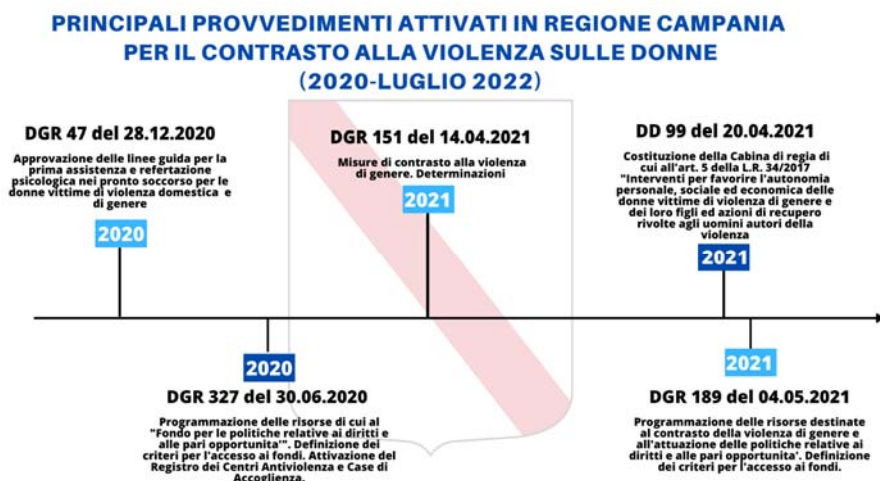 PRINCIPALI PROVVEDIMENTI ATTIVATI IN REGIONE CAMPANIA
PER IL CONTRASTO ALLA VIOLENZA SULLE DONNE
(2020-LUGLIO 2022)
DGR 47 del 28.12.2020
Approvazione delle linee guida per la
prima assistenza e refertazione
psicologica nei pronto soccorso per le
donne vittime di violenza domestica e
di genere
2020
DGR 151 del 14.04.2021
Misure di contrasto alla violenza
di genere. Determinazioni
2021
DD 99 del 20.04.2021
Costituzione della Cabina di regia di
cui all'art. 5 della L.R. 34/2017
"Interventi per favorire l'autonomia
personale, sociale ed economica delle
donne vittime di violenza di genere e
dei loro figli ed azioni di recupero
rivolte agli uomini autori della
violenza
2021
2020
DGR 327 del 30.06.2020
Programmazione delle risorse di cui al
"Fondo per le politiche relative ai diritti e
alle pari opportunita'". Definizione dei
criteri per l'accesso ai fondi. Attivazione del
Registro dei Centri Antiviolenza e Case di
Accoglienza.
2021
DGR 189 del 04.05.2021
Programmazione delle risorse destinate
al contrasto della violenza di genere e
all'attuazione delle politiche relative ai
diritti e alle pari opportunita'. Definizione
dei criteri per l'accesso ai fondi.